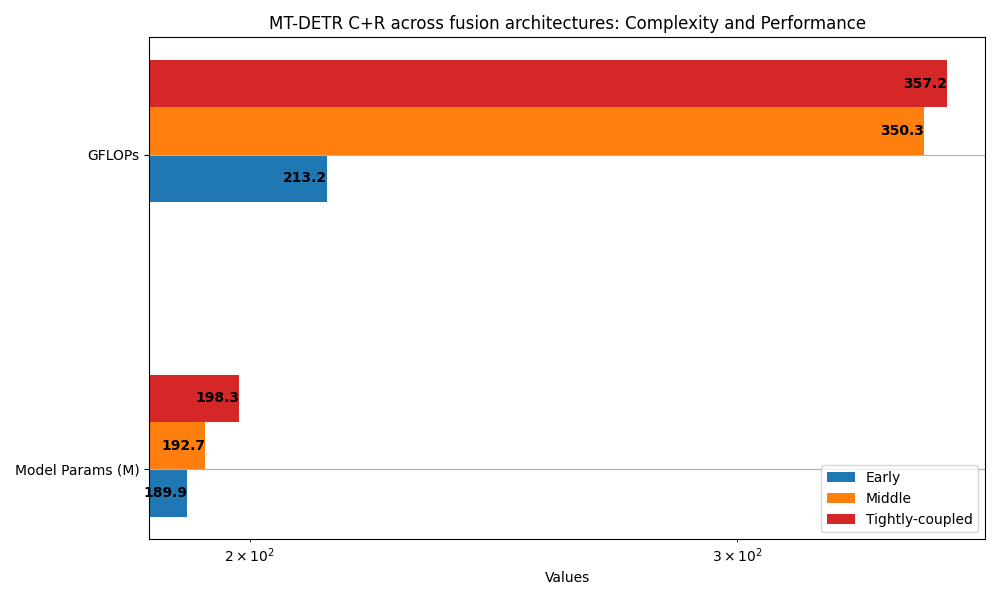 MT-DETR C+R across fusion architectures: Complexity and Performance
357.2
350.3
GFLOPs
213.2
198.3
192.7
Model Params (M)
189.9
Early
Middle
Tightly-coupled
2 × 10²
3 × 10²
Values